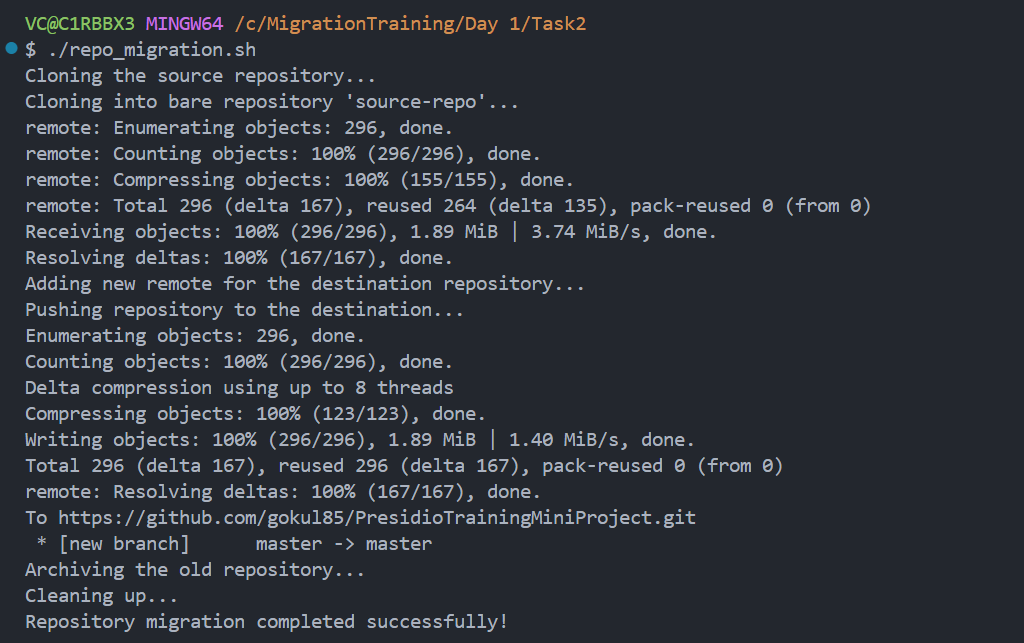 VC@C1RBBX3 MINGW64 /c/MigrationTraining/Day 1/Task2
$ ./repo_migration.sh
Cloning the source repository...
Cloning into bare repository 'source-repo'...
remote: Enumerating objects: 296, done.
remote: Counting objects: 100% (296/296), done.
remote: Compressing objects: 100% (155/155), done.
remote: Total 296 (delta 167), reused 264 (delta 135), pack-reused 0 (from 0)
Receiving objects: 100% (296/296), 1.89 MiB | 3.74 MiB/s, done.
Resolving deltas: 100% (167/167), done.
Adding new remote for the destination repository...
Pushing repository to the destination...
Enumerating objects: 296, done.
Counting objects: 100% (296/296), done.
Delta compression using up to 8 threads
Compressing objects: 100% (123/123), done.
Writing objects: 100% (296/296), 1.89 MiB | 1.40 MiB/s, done.
Total 296 (delta 167), reused 296 (delta 167), pack-reused 0 (from 0)
remote: Resolving deltas: 100% (167/167), done.
To https://github.com/gokul85/PresidioTrainingMiniProject.git
 * [new branch]      master -> master
Archiving the old repository...
Cleaning up...
Repository migration completed successfully!